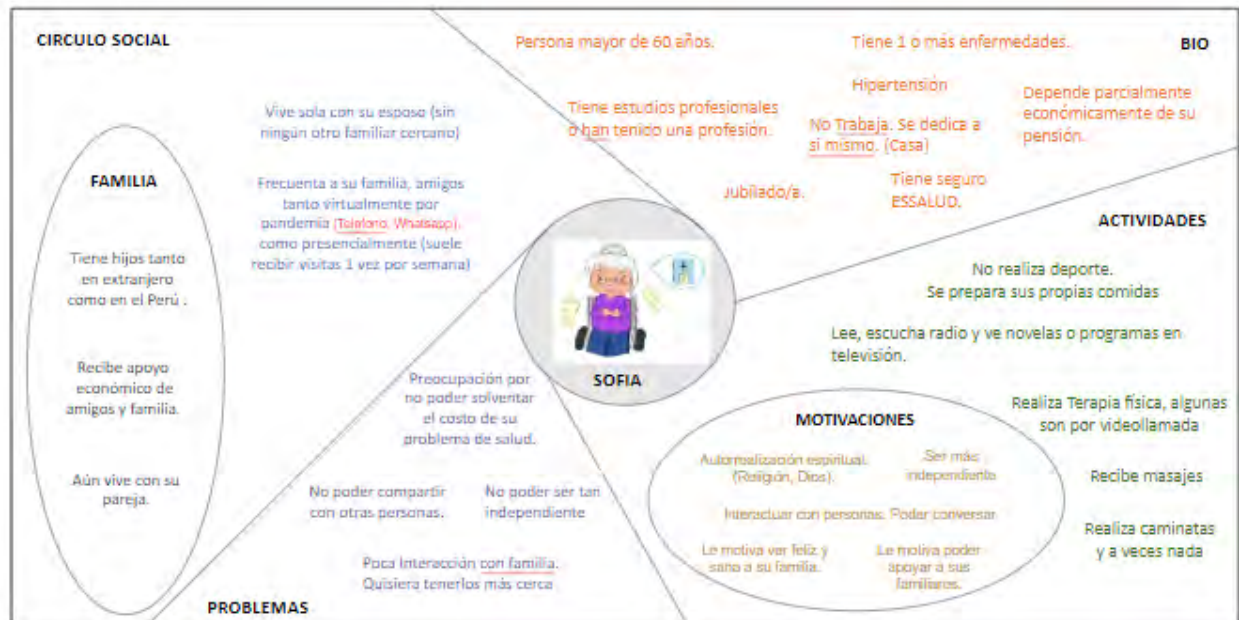 CIRCULO SOCIAL
Vive sola con su esposo (sin
ningún otro familiar cercano)
Frecuenta a su familia, amigos
tanto virtualmente por
pandemia (Telefono, Whatsapp),
como presencialmente (suele
recibir visitas 1 vez por semana)
FAMILIA
Tiene hijos tanto
en extranjero
como en el Perú .
Recibe apoyo
económico de
amigos y familia.
Aún vive con su
pareja.
BIO
Persona mayor de 60 años.
Tiene 1 o más enfermedades.
Hipertensión
Tiene estudios profesionales
o han tenido una profesión.
No Trabaja. Se dedica a
si mismo. (Casa)
Depende parcialmente
económicamente de su
pensión.
Jubilado/a.
Tiene seguro
ESSALUD.
SOFIA
ACTIVIDADES
No realiza deporte.
Se prepara sus propias comidas
Lee, escucha radio y ve novelas o programas en
televisión.
Realiza Terapia física, algunas
son por videollamada
Recibe masajes
Realiza caminatas
y a veces nada
MOTIVACIONES
Autorrealización espiritual.
(Religión, Dios).
Ser más
independiente
Interactuar con personas. Poder conversar
Le motiva ver feliz y
sano a su familia.
Le motiva poder
apoyar a sus
familiares.
Preocupación por
no poder solventar
el costo de su
problema de salud.
No poder compartir
con otras personas.
No poder ser tan
independiente
Poca Interacción con familia.
Quisiera tenerlos más cerca
PROBLEMAS